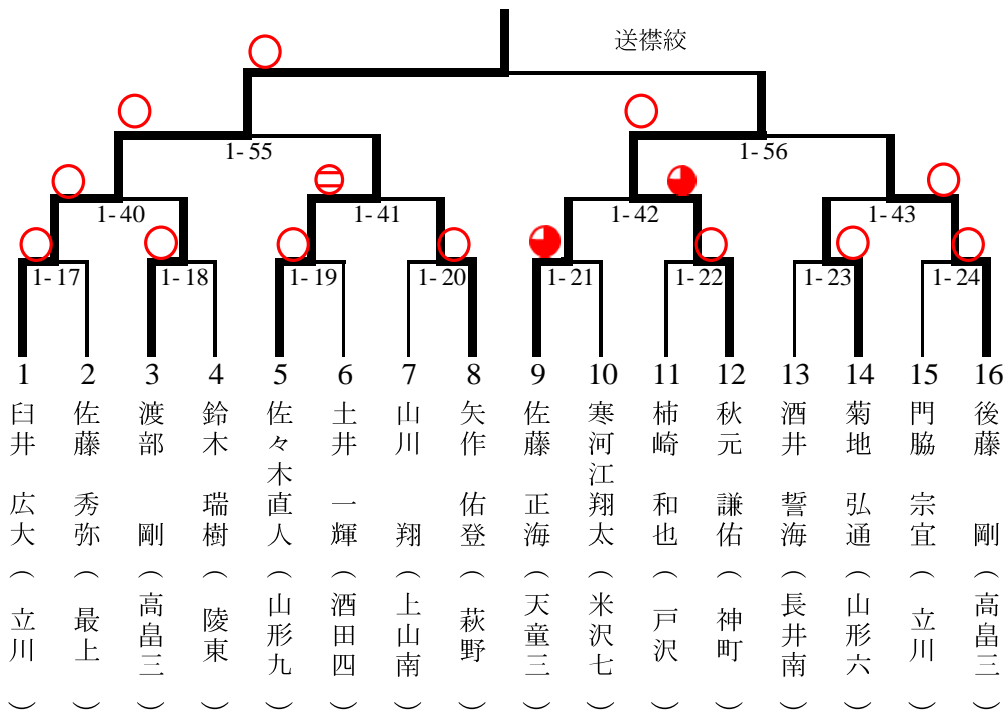 送襟絞
1-55
1-56
1-40
1-41
1-42
1-43
1-17
1-18
1-19
1-20
1-21
1-22
1-23
1-24
1 臼井 広大 (立川)
2 佐藤 秀弥 (最上)
3 渡部 剛 (高畠三)
4 鈴木 瑞樹 (陵東)
5 佐々木直人 (山形九)
6 土井 一輝 (酒田四)
7 山川 翔 (上山南)
8 矢作 佑登 (萩野)
9 佐藤 正海 (天童三)
10 寒河江翔太 (米沢七)
11 柿崎 和也 (戸沢)
12 秋元 謙佑 (神町)
13 酒井 誓海 (長井南)
14 菊地 弘通 (山形六)
15 門脇 宗宜 (立川)
16 後藤 剛 (高畠三)